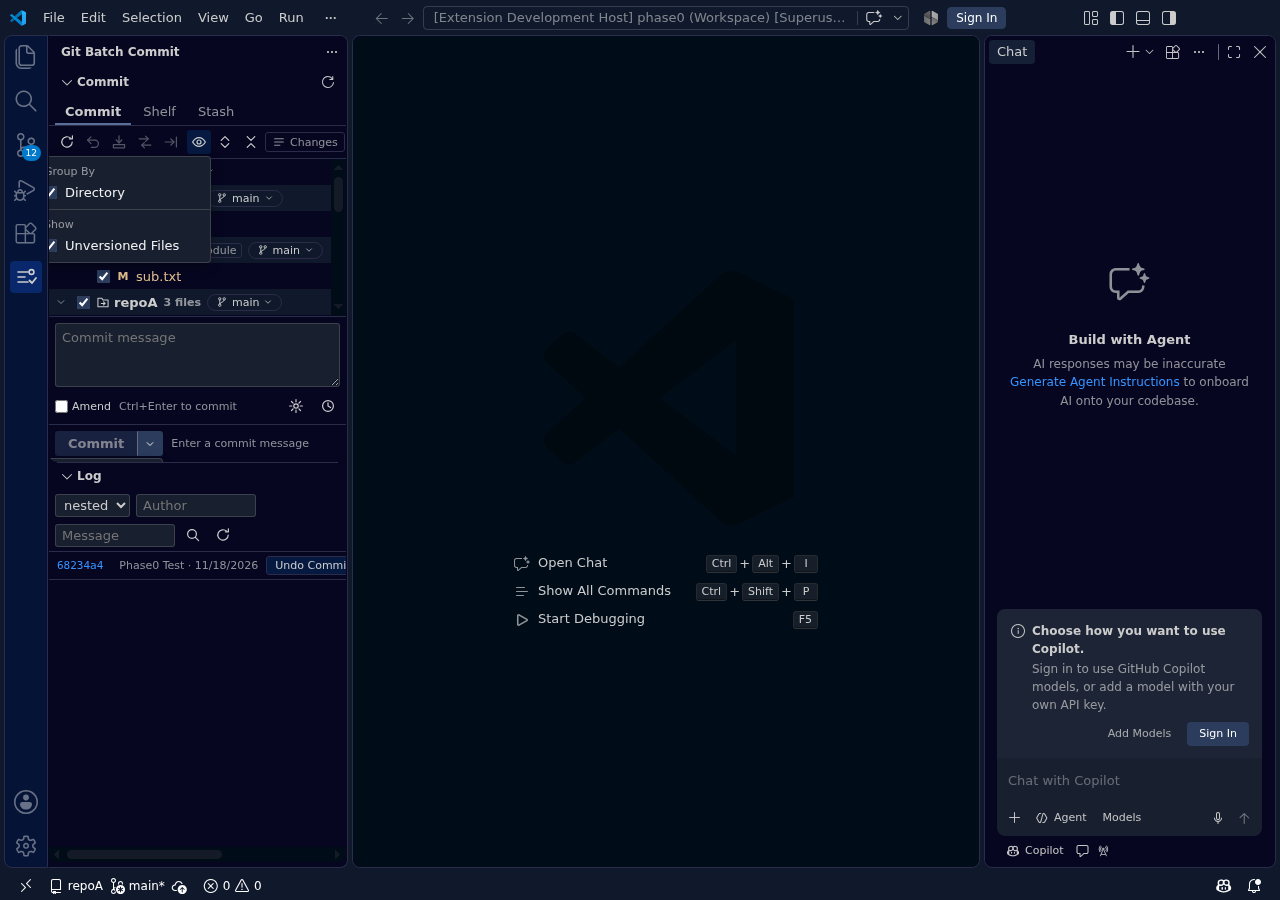 File Edit Selection View Go Run
[Extension Development Host] phase0 (Workspace) [Superus…
Sign In
Git Batch Commit
Commit
Commit Shelf Stash
Changes
Group By
Directory
main
Show
Unversioned Files
main
M sub.txt
repoA 3 files main
Commit message
Amend Ctrl+Enter to commit
Commit Enter a commit message
Log
nested Author
Message
68234a4 Phase0 Test · 11/18/2026 Undo Commi
12
Open Chat Ctrl + Alt + I
Show All Commands Ctrl + Shift + P
Start Debugging F5
Chat
Build with Agent
AI responses may be inaccurate
Generate Agent Instructions to onboard
AI onto your codebase.
Choose how you want to use
Copilot.
Sign in to use GitHub Copilot
models, or add a model with your
own API key.
Add Models Sign In
Chat with Copilot
Agent Models
Copilot
repoA main* 0 0